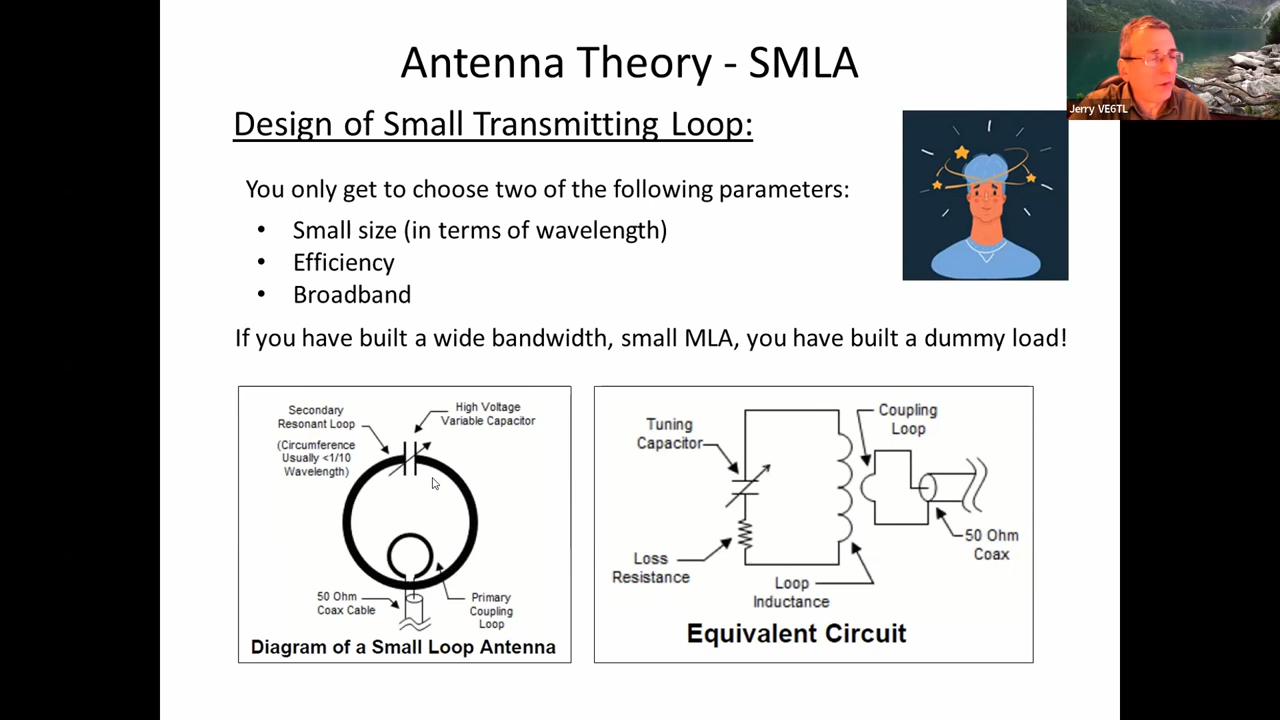 Antenna Theory - SMLA
Jerry VE6TL
Design of Small Transmitting Loop:
You only get to choose two of the following parameters:
• Small size (in terms of wavelength)
• Efficiency
• Broadband
If you have built a wide bandwidth, small MLA, you have built a dummy load!
Secondary
Resonant Loop
(Circumference
Usually <1/10
Wavelength)
High Voltage
Variable Capacitor
50 Ohm
Coax Cable
Primary
Coupling
Loop
Diagram of a Small Loop Antenna
Tuning
Capacitor
Coupling
Loop
Loss
Resistance
Loop
Inductance
50 Ohm
Coax
Equivalent Circuit